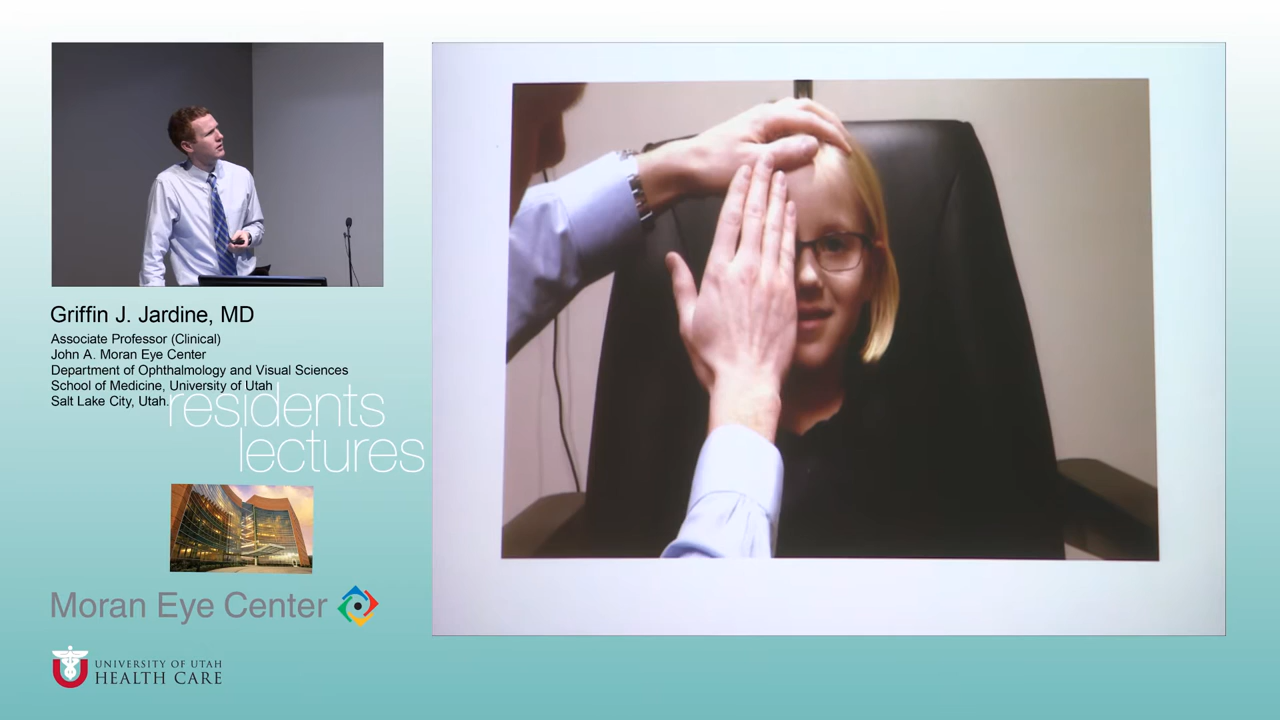 Griffin J. Jardine, MD
Associate Professor (Clinical)
John A. Moran Eye Center
Department of Ophthalmology and Visual Sciences
School of Medicine, University of Utah
Salt Lake City, Utah.
residents
lectures
Moran Eye Center
UNIVERSITY OF UTAH
HEALTH CARE